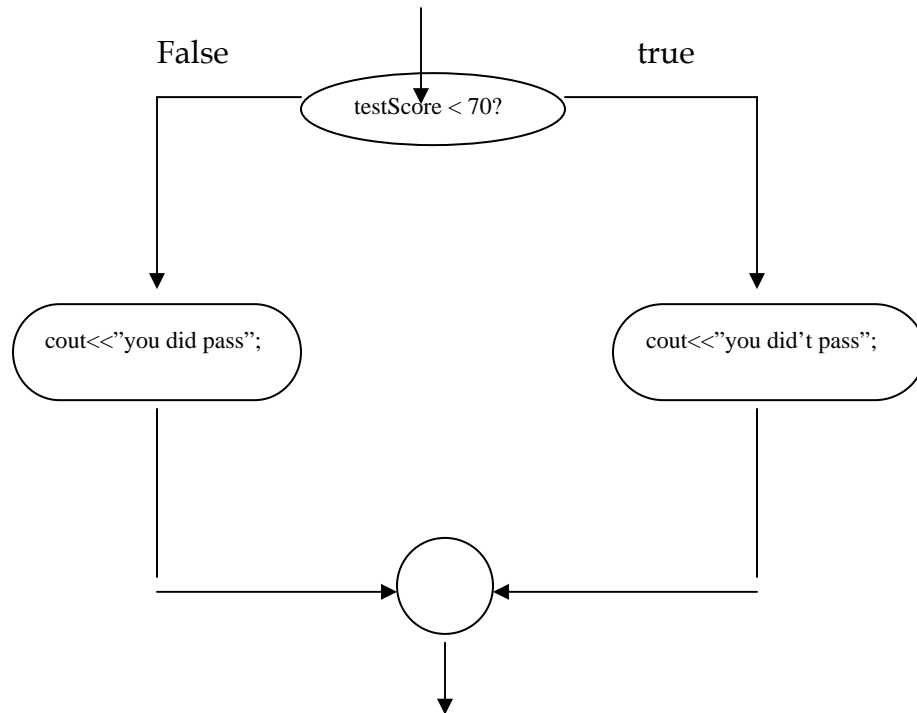 False
true
testScore < 70?
cout<<”you did pass”;
cout<<”you did’t pass”;